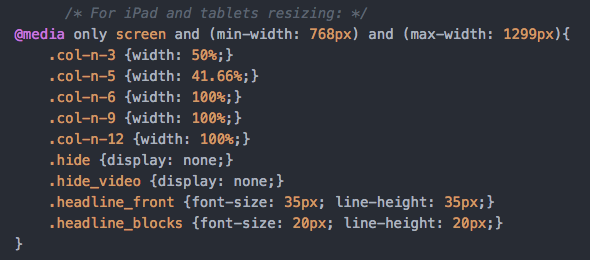 /* For iPad and tablets resizing: */
@media only screen and (min-width: 768px) and (max-width: 1299px){
.col-n-3 {width: 50%;}
.col-n-5 {width: 41.66%;}
.col-n-6 {width: 100%;}
.col-n-9 {width: 100%;}
.col-n-12 {width: 100%;}
.hide {display: none;}
.hide_video {display: none;}
.headline_front {font-size: 35px; line-height: 35px;}
.headline_blocks {font-size: 20px; line-height: 20px;}
}